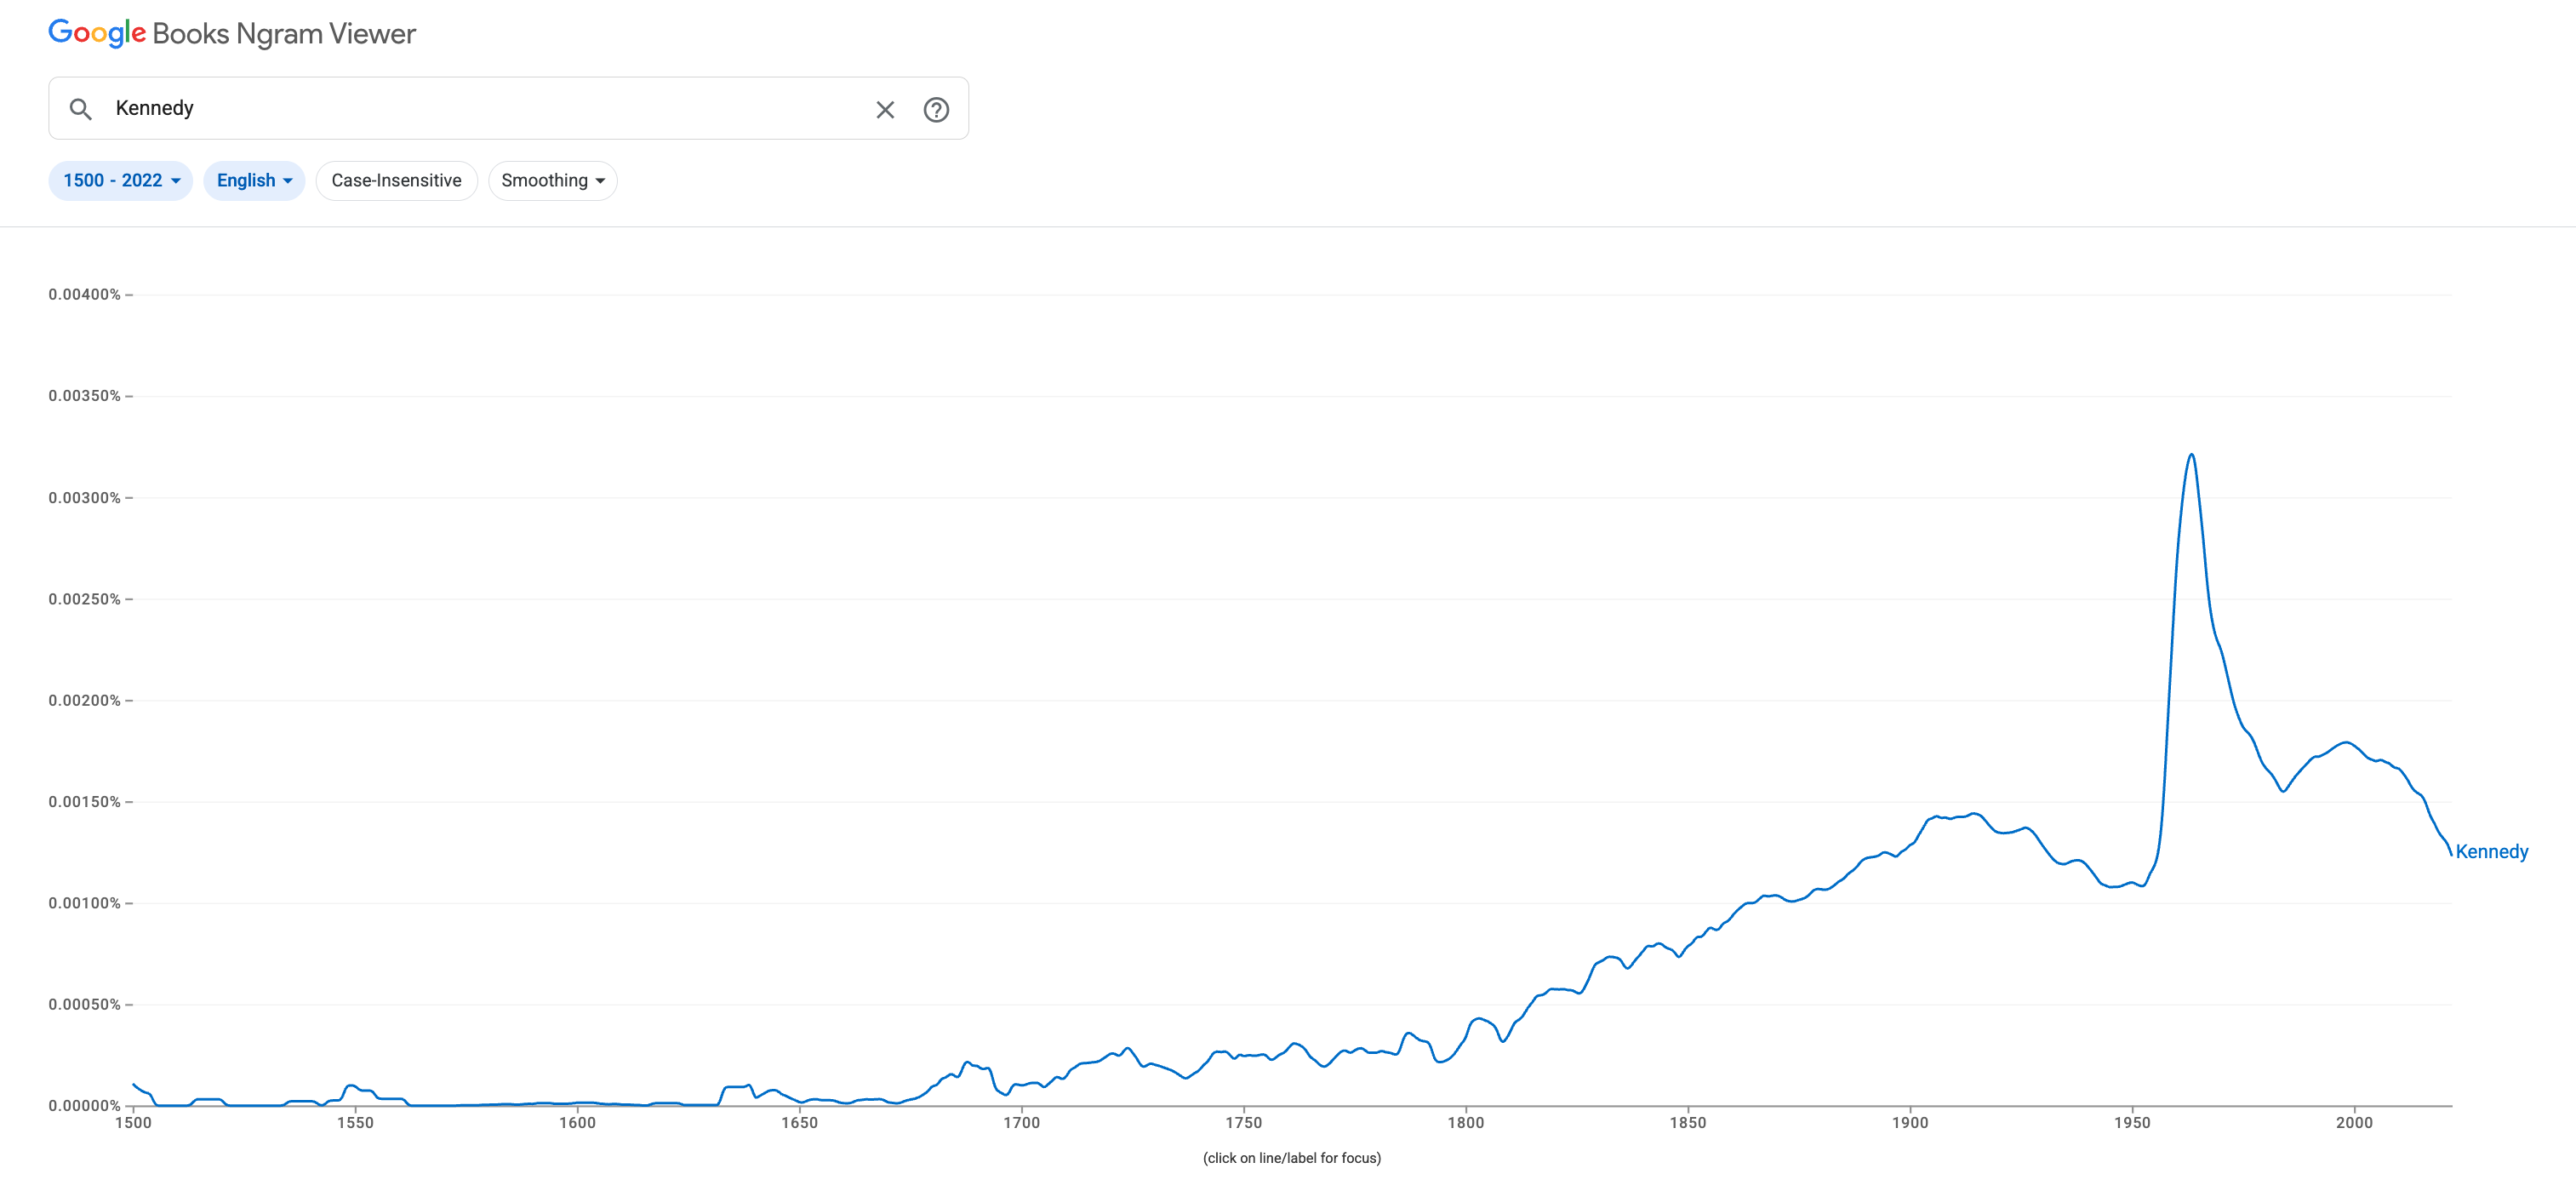 Google Books Ngram Viewer
Kennedy
1500 - 2022 English Case-Insensitive Smoothing
0.00400%
0.00350%
0.00300%
0.00250%
0.00200%
0.00150%
Kennedy
0.00100%
0.00050%
0.00000%
1500 1550 1600 1650 1700 1750 1800 1850 1900 1950 2000
(click on line/label for focus)